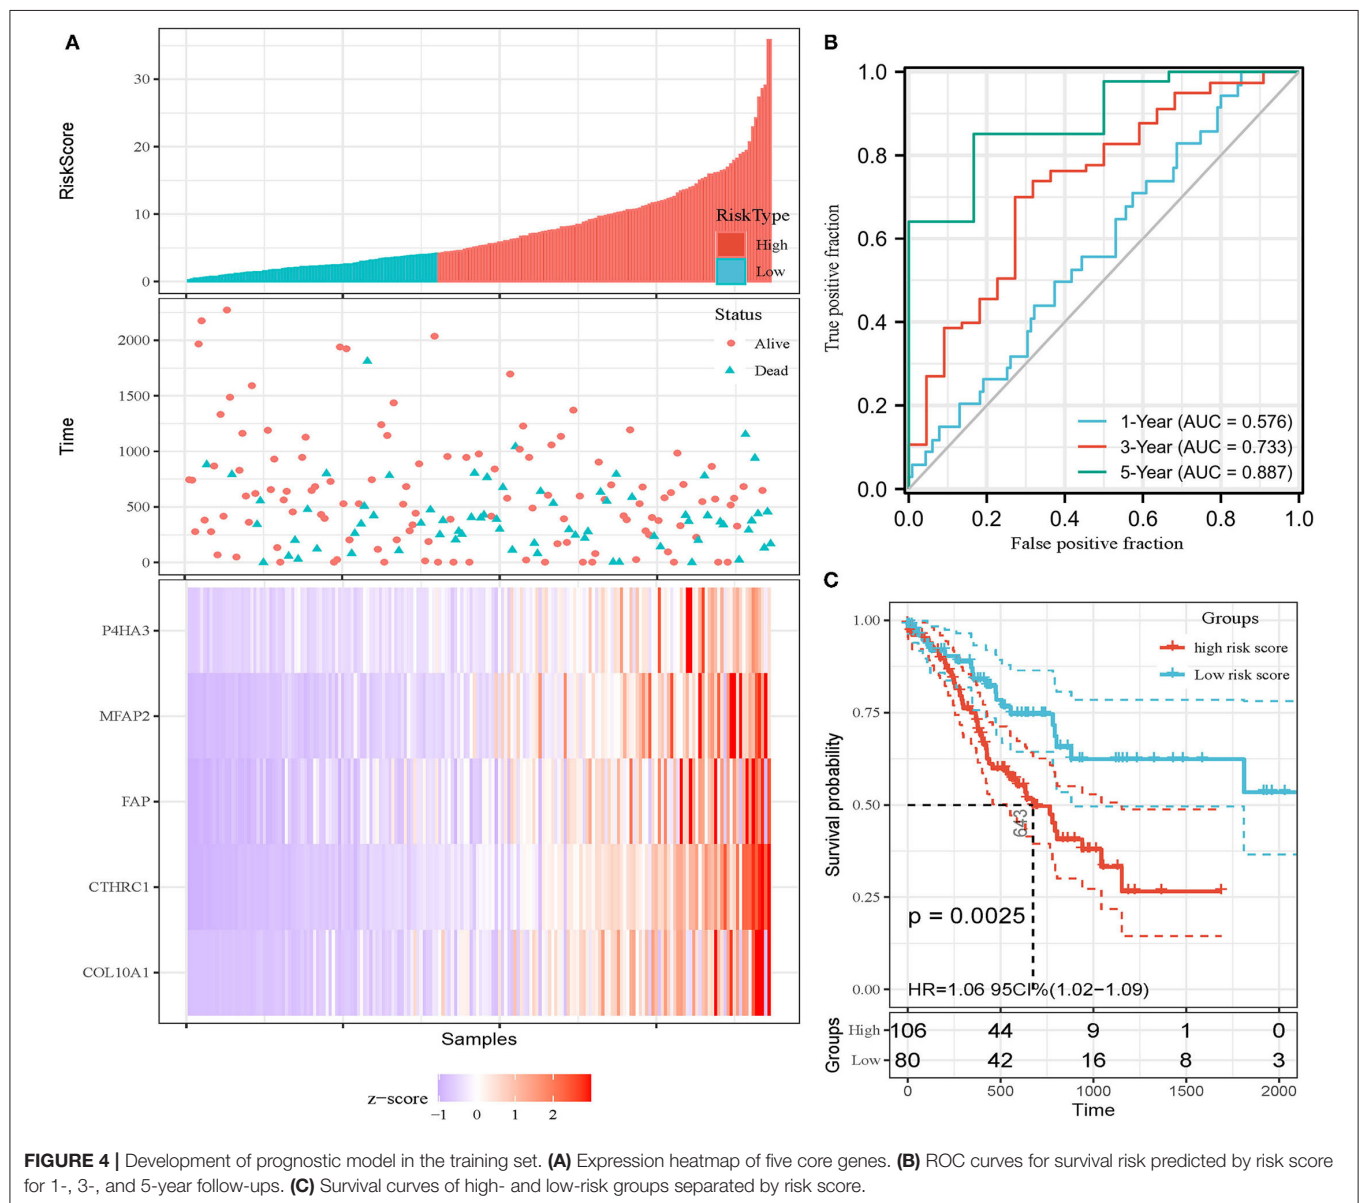 A
RiskScore
30
20
10
0
RiskType
High
Low
Time
2000
1500
1000
500
0
Status
Alive
Dead
P4HA3
MFAP2
FAP
CTHRC1
COL10A1
Samples
z−score
−1 0 1 2
B
True positive fraction
1.0
0.8
0.6
0.4
0.2
0.0
1-Year (AUC = 0.576)
3-Year (AUC = 0.733)
5-Year (AUC = 0.887)
0.0 0.2 0.4 0.6 0.8 1.0
False positive fraction
C
Survival probability
1.00
0.75
0.50
0.25
0.00
Groups
high risk score
Low risk score
643
p = 0.0025
HR=1.06 95CI%(1.02−1.09)
Groups
High 106 44 9 1 0
Low 80 42 16 8 3
0 500 1000 1500 2000
Time
FIGURE 4 | Development of prognostic model in the training set. (A) Expression heatmap of five core genes. (B) ROC curves for survival risk predicted by risk score
for 1-, 3-, and 5-year follow-ups. (C) Survival curves of high- and low-risk groups separated by risk score.